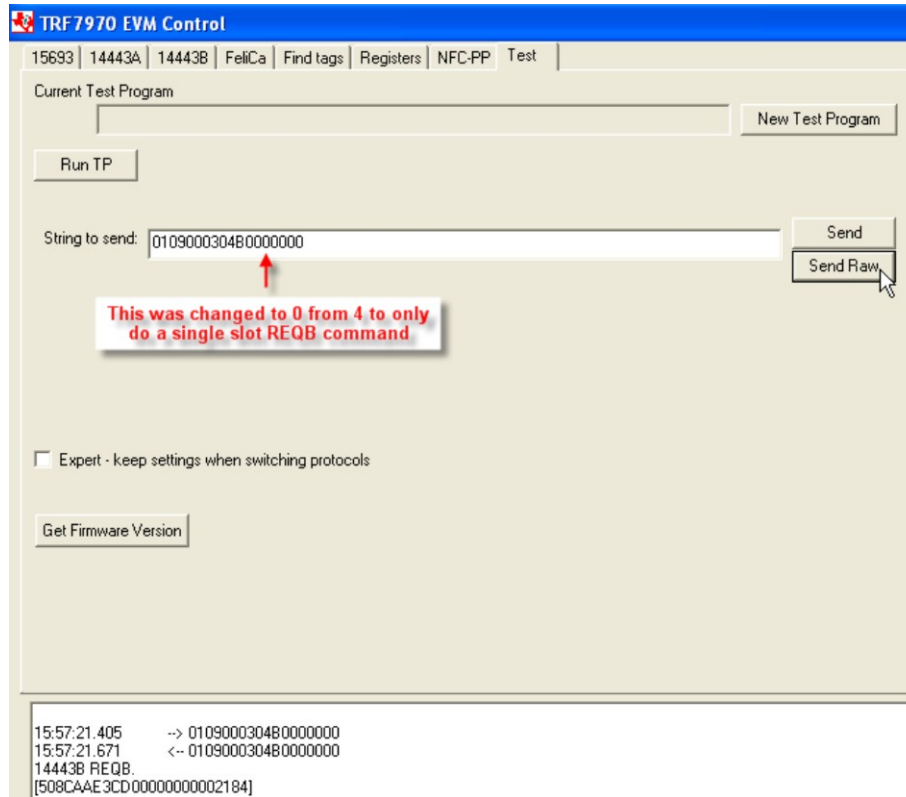 TRF7970 EVM Control
15693 14443A 14443B FeliCa Find tags Registers NFC-PP Test
Current Test Program
New Test Program
Run TP
String to send: 0109000304B0000000 Send
Send Raw
This was changed to 0 from 4 to only
do a single slot REQB command
Expert - keep settings when switching protocols
Get Firmware Version
15:57:21.405 --> 0109000304B0000000
15:57:21.671 <-- 0109000304B0000000
14443B REQB.
[508CAAE3CD00000000002184]